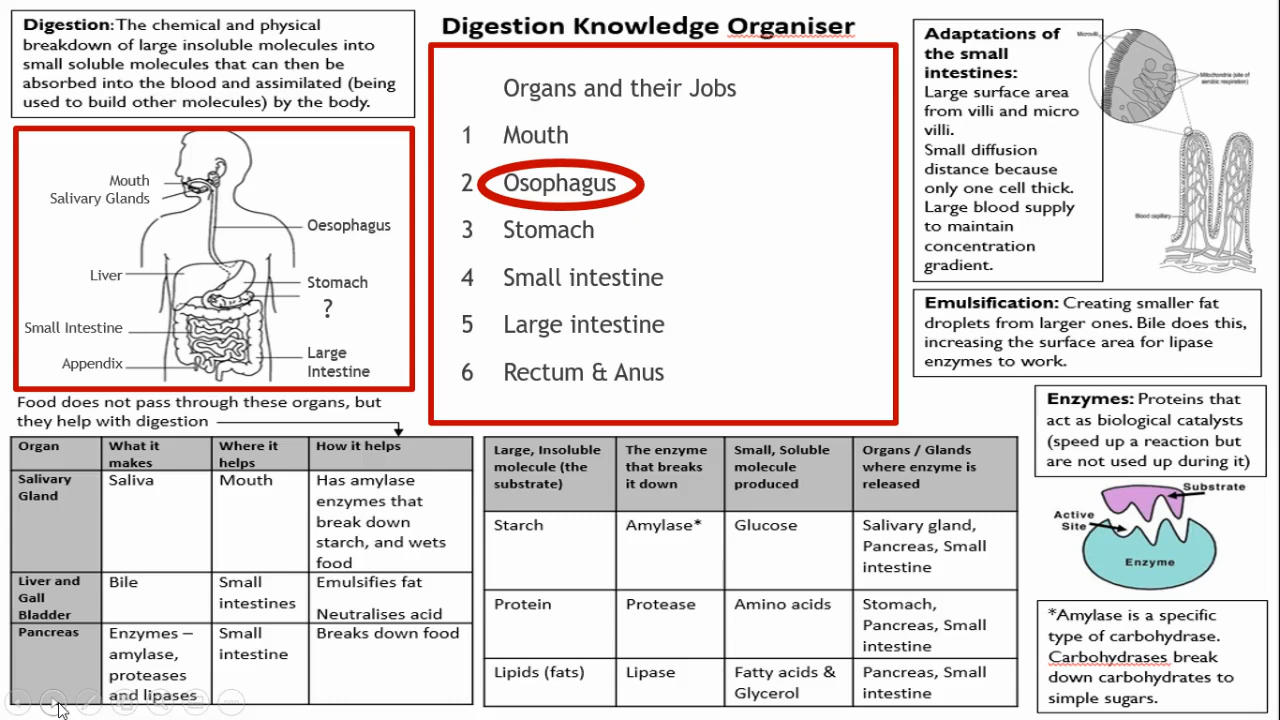 Digestion Knowledge Organiser
Digestion: The chemical and physical
breakdown of large insoluble molecules into
small soluble molecules that can then be
absorbed into the blood and assimilated (being
used to build other molecules) by the body.
Mouth
Salivary Glands
Oesophagus
Liver
Stomach
?
Small Intestine
Appendix
Large
Intestine
Organs and their Jobs
1 Mouth
2 Osophagus
3 Stomach
4 Small intestine
5 Large intestine
6 Rectum & Anus
Adaptations of
the small
intestines:
Large surface area
from villi and micro
villi.
Small diffusion
distance because
only one cell thick.
Large blood supply
to maintain
concentration
gradient.
Microvilli
Mitochondria (site of
aerobic respiration)
Blood capillary
Emulsification: Creating smaller fat
droplets from larger ones. Bile does this,
increasing the surface area for lipase
enzymes to work.
Enzymes: Proteins that
act as biological catalysts
(speed up a reaction but
are not used up during it)
Substrate
Active
Site
Enzyme
*Amylase is a specific
type of carbohydrase.
Carbohydrases break
down carbohydrates to
simple sugars.
Food does not pass through these organs, but
they help with digestion
Organ
What it
makes
Where it
helps
How it helps
Salivary
Gland
Saliva
Mouth
Has amylase
enzymes that
break down
starch, and wets
food
Liver and
Gall
Bladder
Bile
Small
intestines
Emulsifies fat
Neutralises acid
Pancreas
Enzymes –
amylase,
proteases
and lipases
Small
intestine
Breaks down food
Large, Insoluble
molecule (the
substrate)
The enzyme
that breaks
it down
Small, Soluble
molecule
produced
Organs / Glands
where enzyme is
released
Starch
Amylase*
Glucose
Salivary gland,
Pancreas, Small
intestine
Protein
Protease
Amino acids
Stomach,
Pancreas, Small
intestine
Lipids (fats)
Lipase
Fatty acids &
Glycerol
Pancreas, Small
intestine